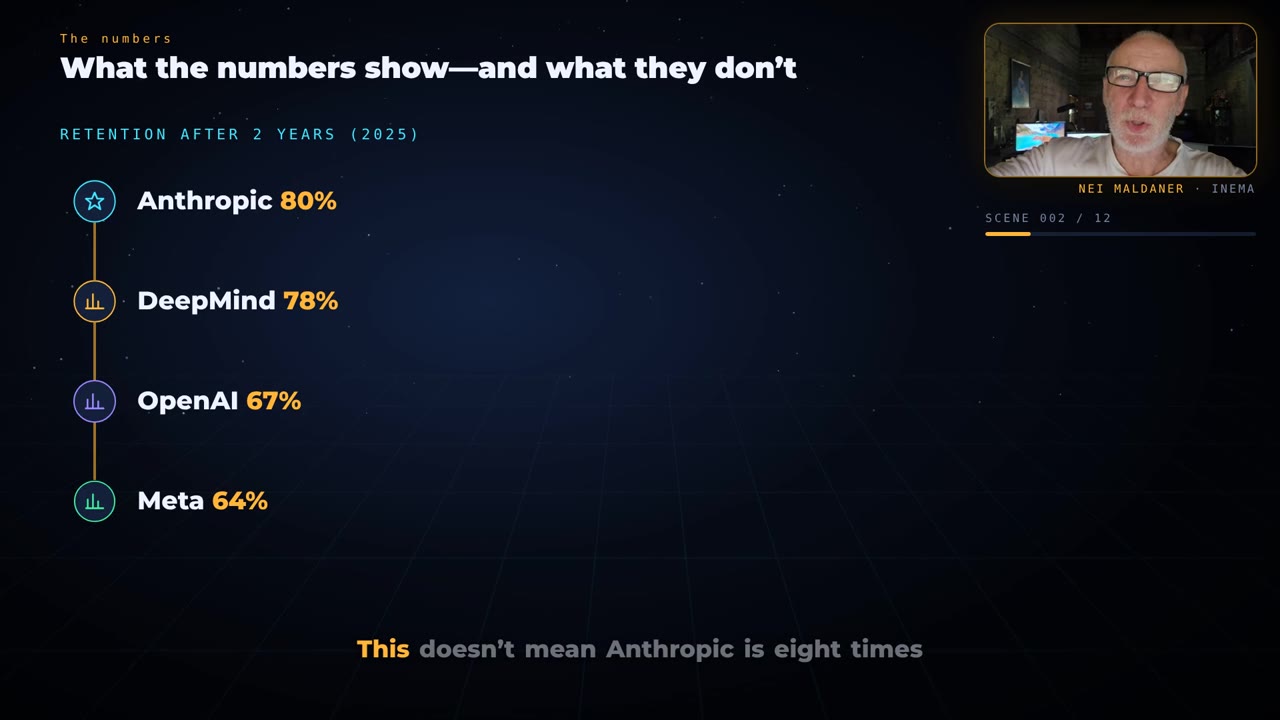 The numbers
What the numbers show—and what they don’t
RETENTION AFTER 2 YEARS (2025)
Anthropic 80%
DeepMind 78%
OpenAI 67%
Meta 64%
NEI MALDANER · INEMA
SCENE 002 / 12
This doesn’t mean Anthropic is eight times